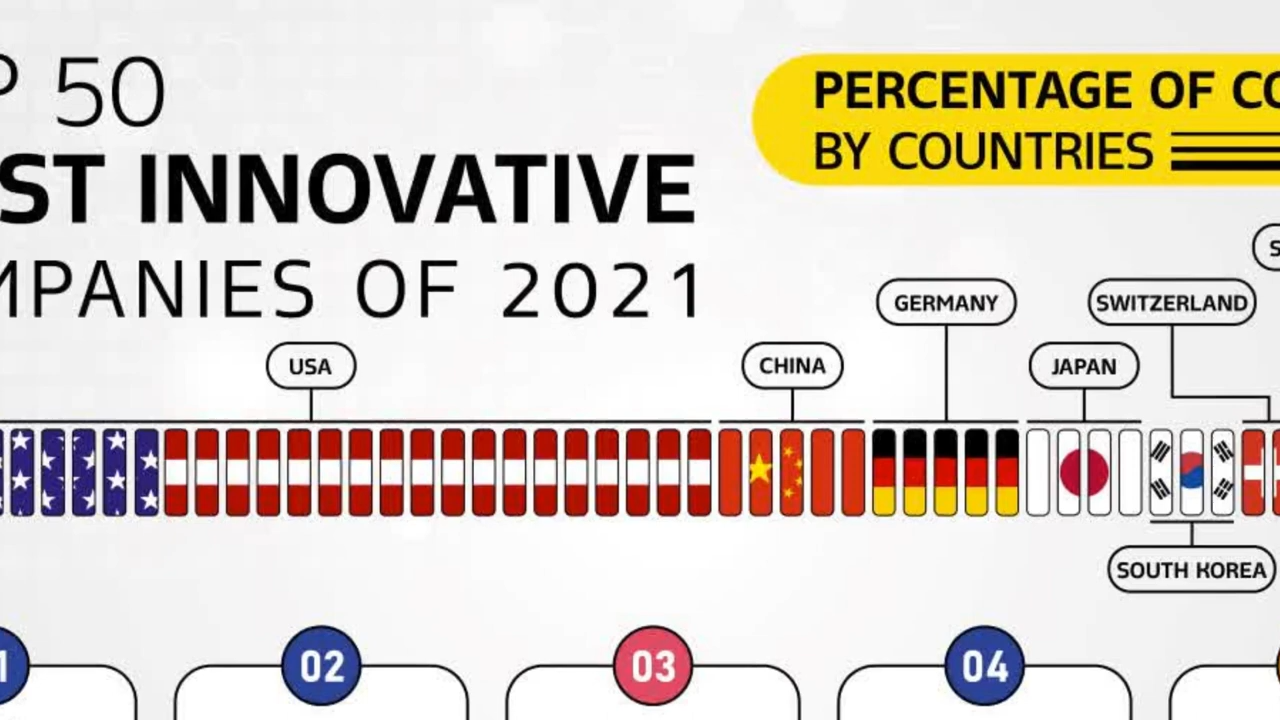 P 50
ST INNOVATIVE
MPANIES OF 2021
PERCENTAGE OF CO
BY COUNTRIES
S
GERMANY
SWITZERLAND
USA
CHINA
JAPAN
SOUTH KOREA
1
02
03
04